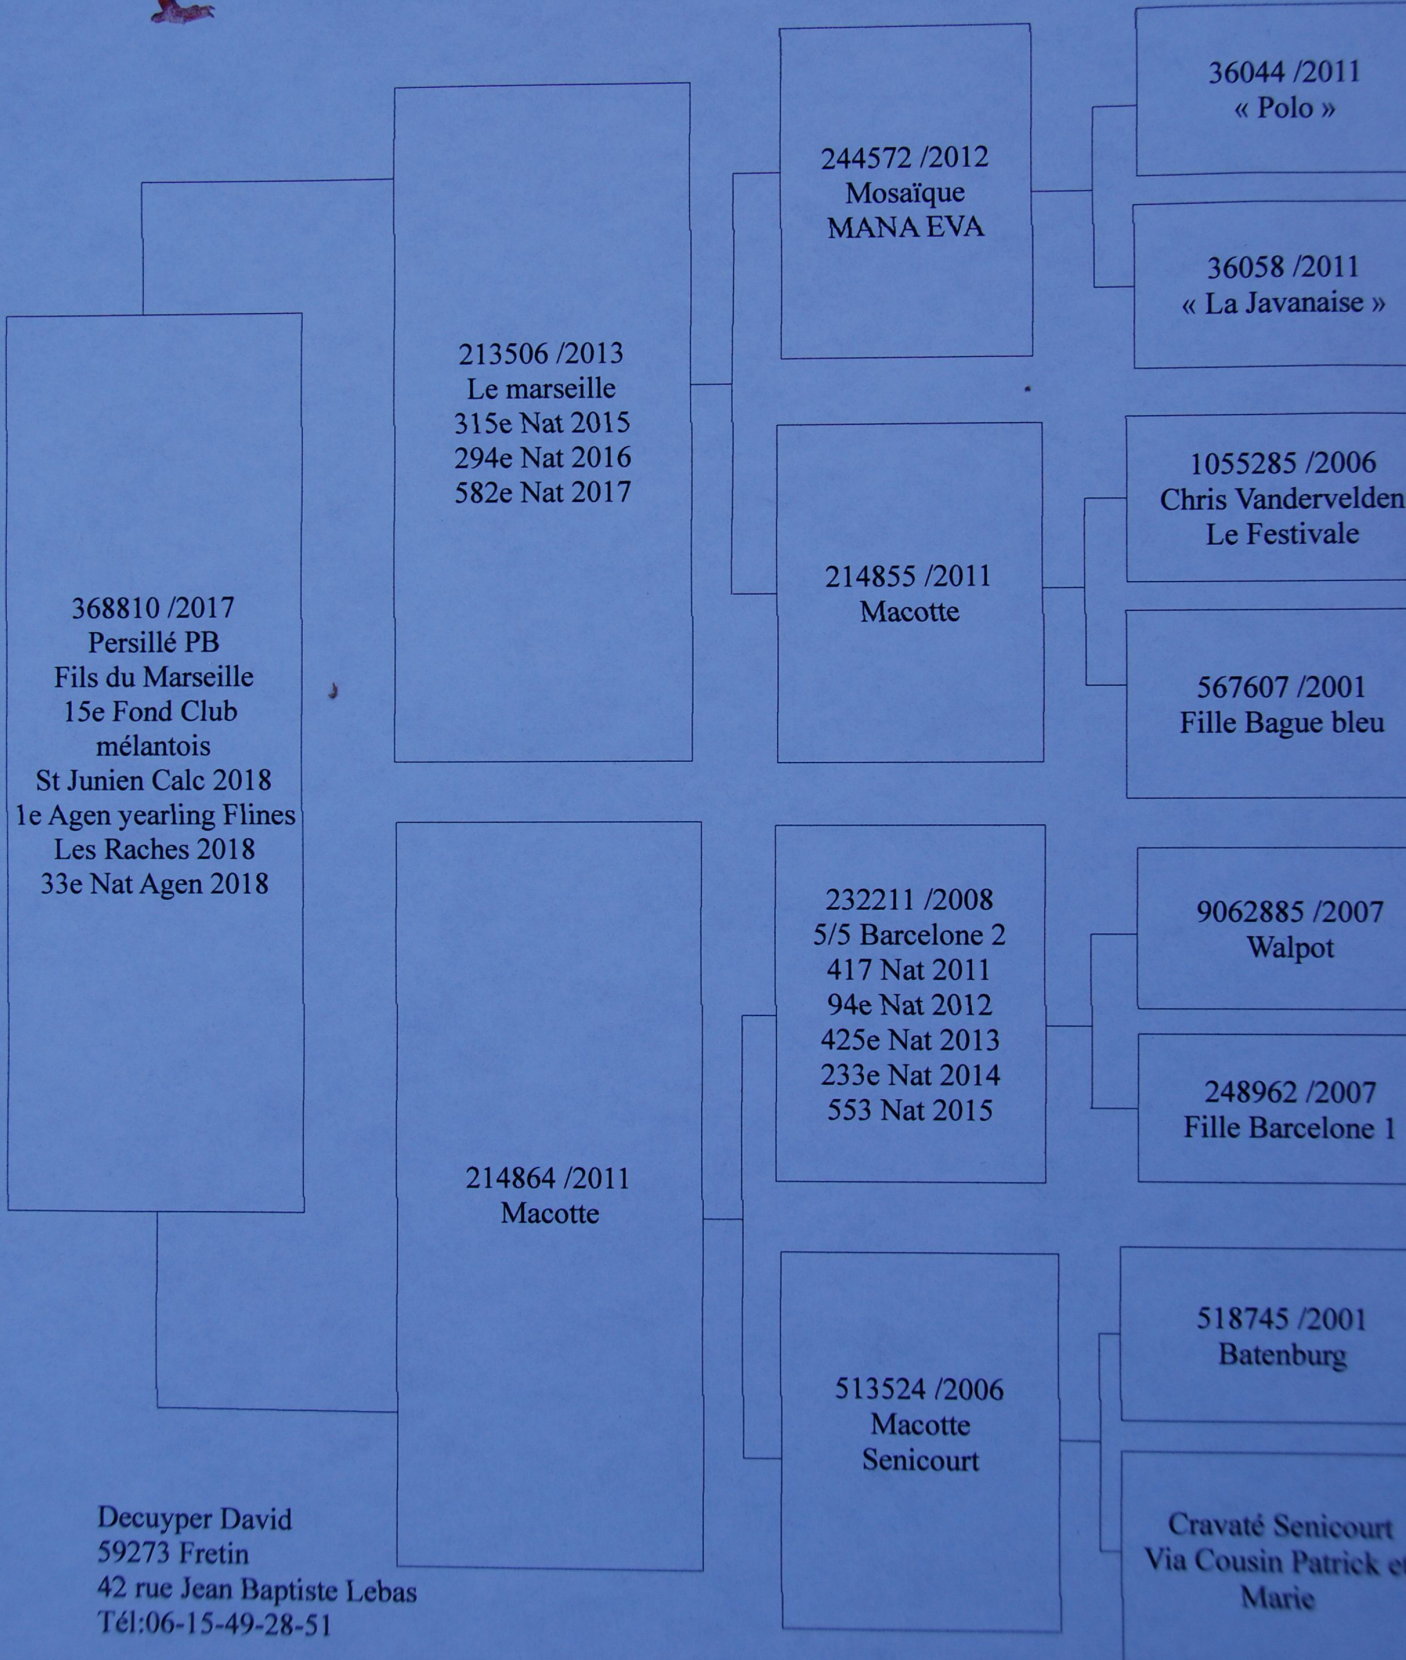 368810 /2017
Persillé PB
Fils du Marseille
15e Fond Club
mélantois
St Junien Calc 2018
1e Agen yearling Flines
Les Raches 2018
33e Nat Agen 2018
213506 /2013
Le marseille
315e Nat 2015
294e Nat 2016
582e Nat 2017
214864 /2011
Macotte
244572 /2012
Mosaïque
MANA EVA
214855 /2011
Macotte
232211 /2008
5/5 Barcelone 2
417 Nat 2011
94e Nat 2012
425e Nat 2013
233e Nat 2014
553 Nat 2015
513524 /2006
Macotte
Senicourt
36044 /2011
« Polo »
36058 /2011
« La Javanaise »
1055285 /2006
Chris Vandervelden
Le Festivale
567607 /2001
Fille Bague bleu
9062885 /2007
Walpot
248962 /2007
Fille Barcelone 1
518745 /2001
Batenburg
Cravaté Senicourt
Via Cousin Patrick et
Marie
Decuyper David
59273 Fretin
42 rue Jean Baptiste Lebas
Tél:06-15-49-28-51